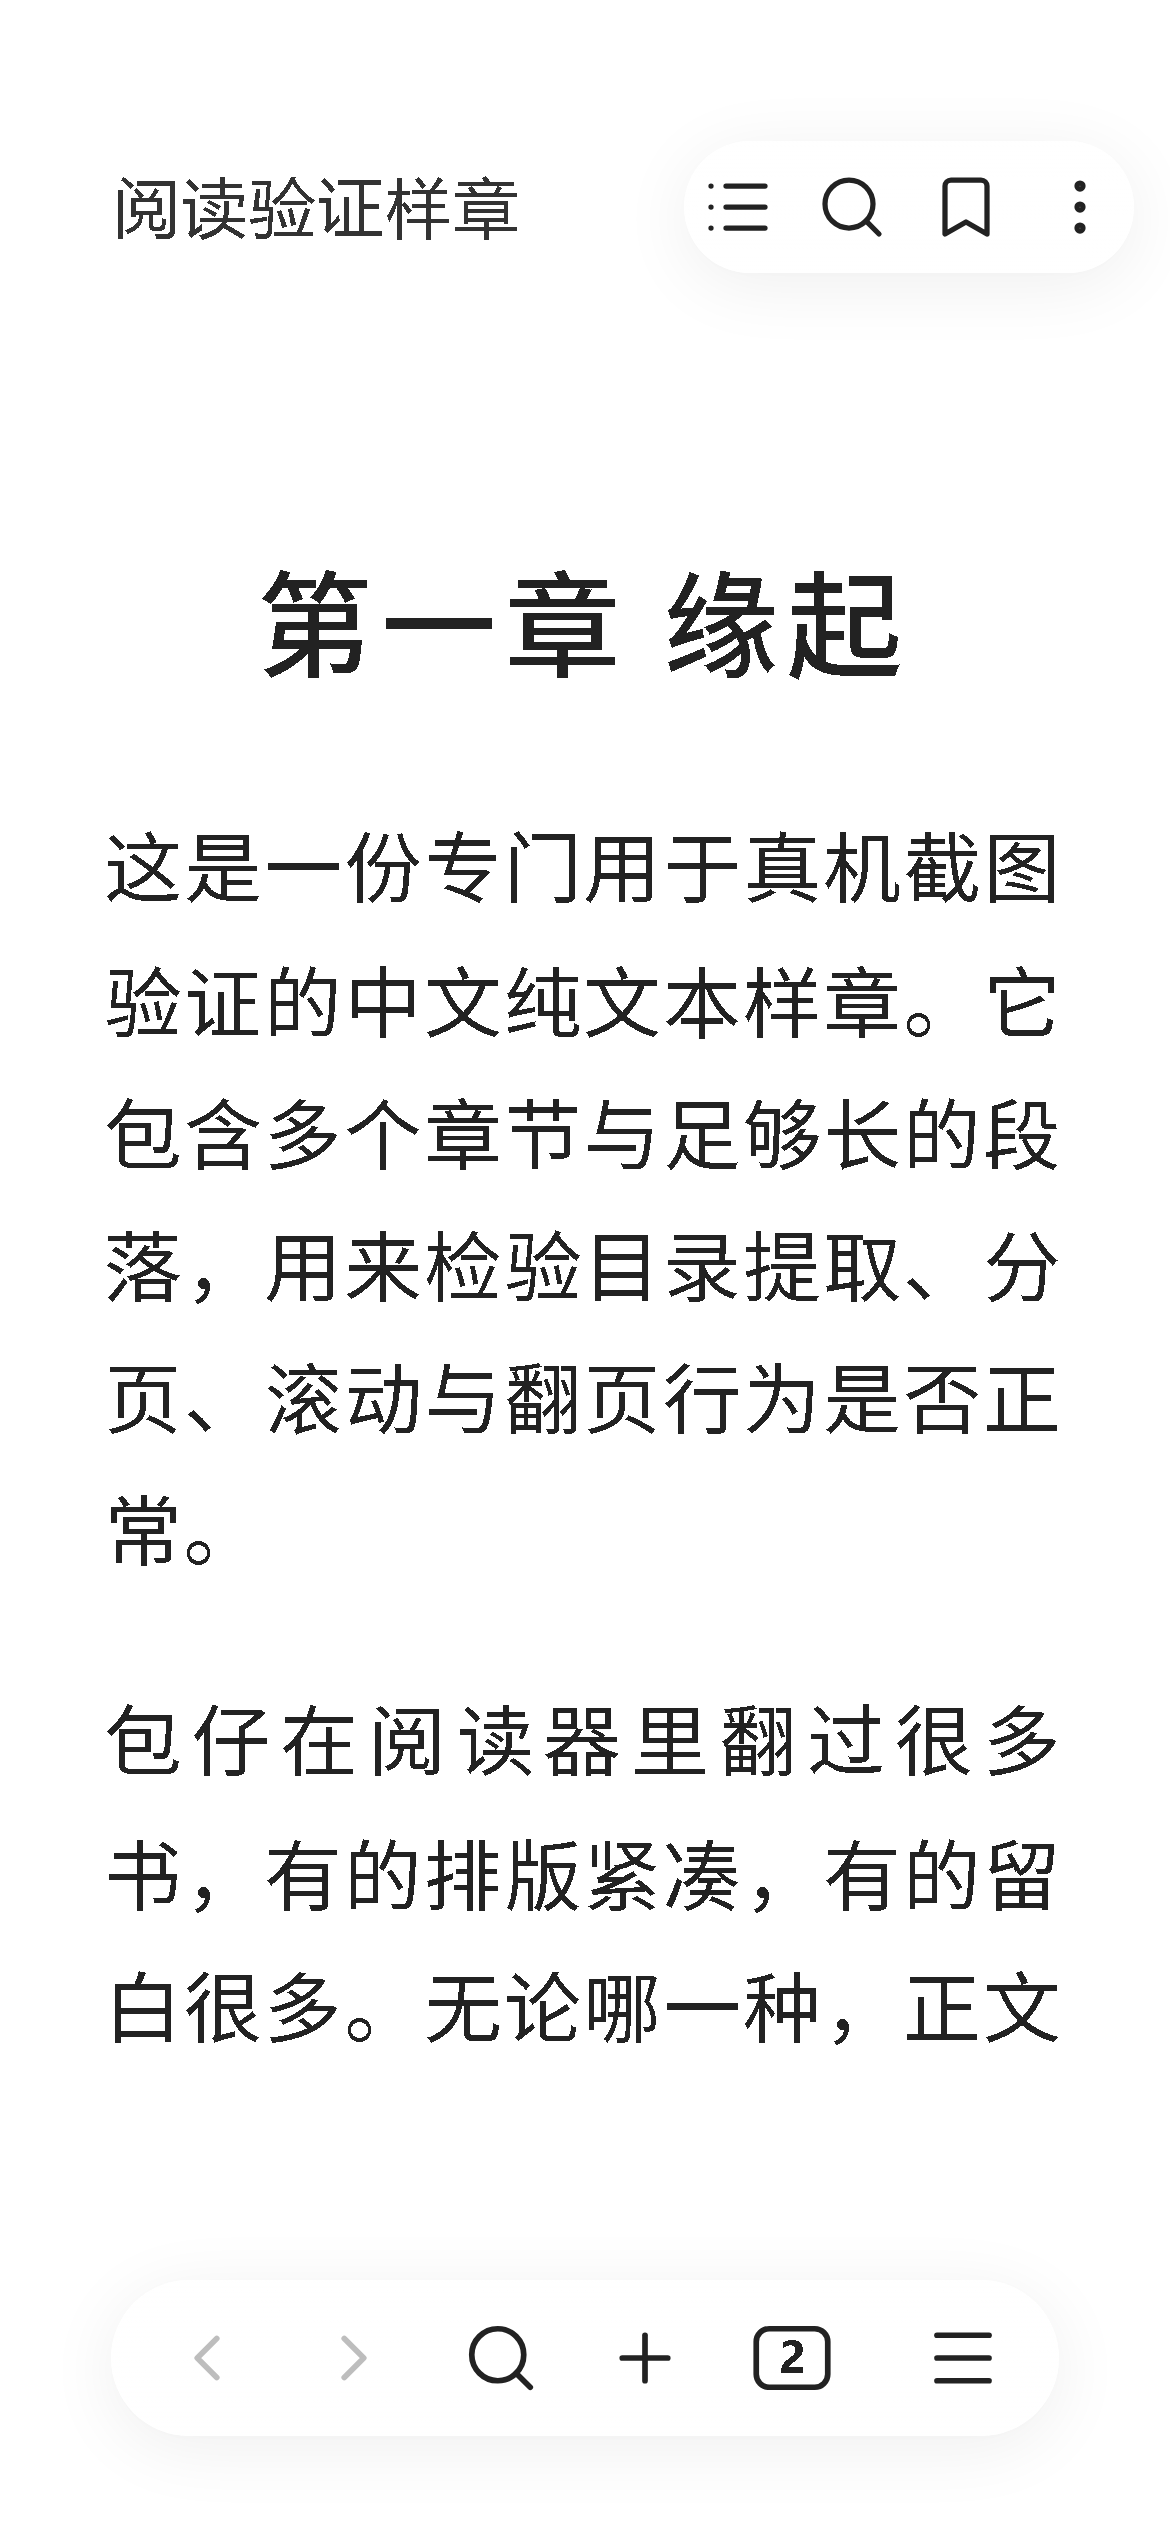 阅读验证样章
第一章 缘起
这是一份专门用于真机截图
验证的中文纯文本样章。它
包含多个章节与足够长的段
落，用来检验目录提取、分
页、滚动与翻页行为是否正
常。
包仔在阅读器里翻过很多
书，有的排版紧凑，有的留
白很多。无论哪一种，正文
2